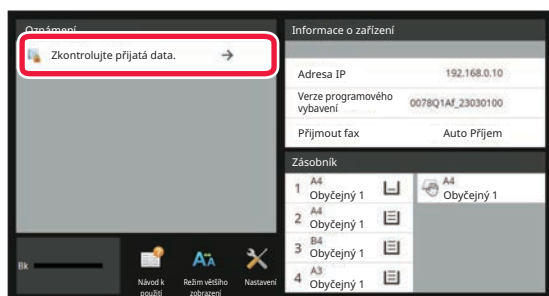 Oznámení
Zkontrolujte přijatá data.
Informace o zařízení
Adresa IP 192.168.0.10
Verze programového
vybavení
0078Q1Af_23030100
Přijmout fax Auto Příjem
Zásobník
1 A4
Obyčejný 1
A4
Obyčejný 1
2 A4
Obyčejný 1
3 B4
Obyčejný 1
4 A3
Obyčejný 1
Bk
Návod k
použití
Režim většího
zobrazení
Nastavení